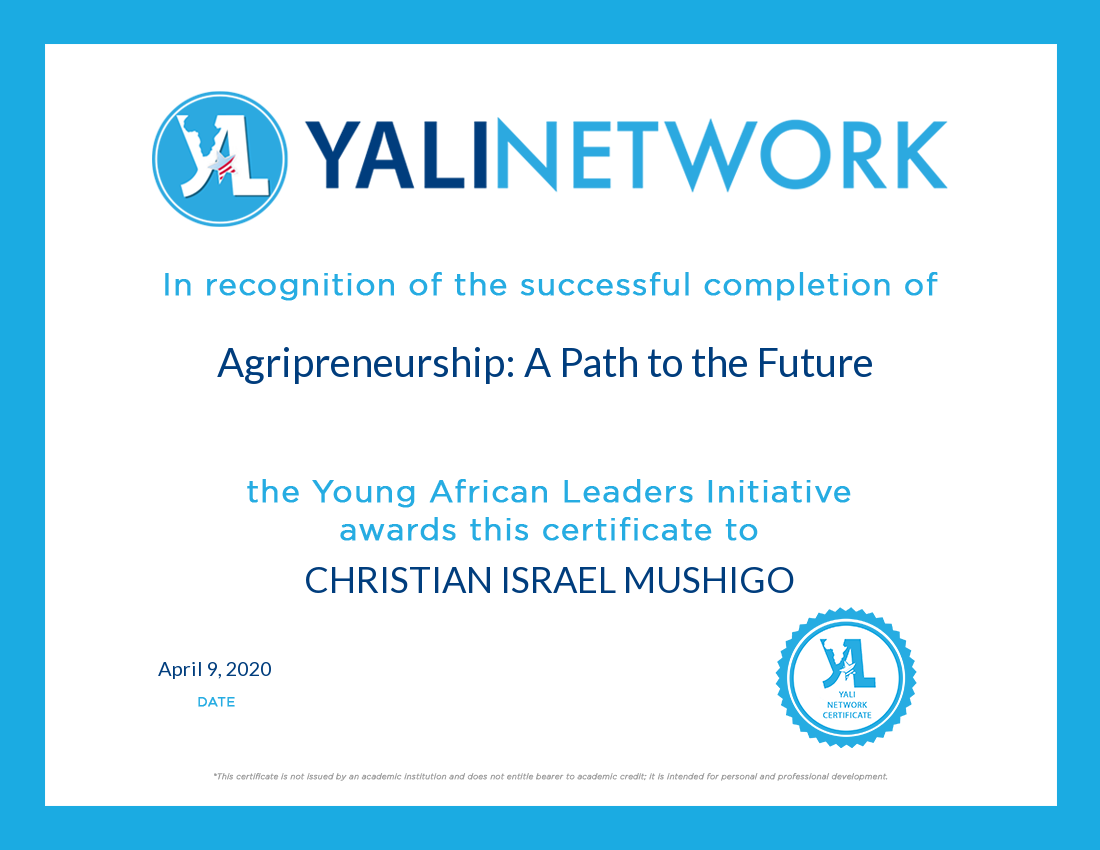 YALINETWORK
In recognition of the successful completion of
Agripreneurship: A Path to the Future
the Young African Leaders Initiative
awards this certificate to
CHRISTIAN ISRAEL MUSHIGO
April 9, 2020
DATE
YALI
NETWORK
CERTIFICATE
*This certificate is not issued by an academic institution and does not entitle bearer to academic credit; it is intended for personal and professional development.